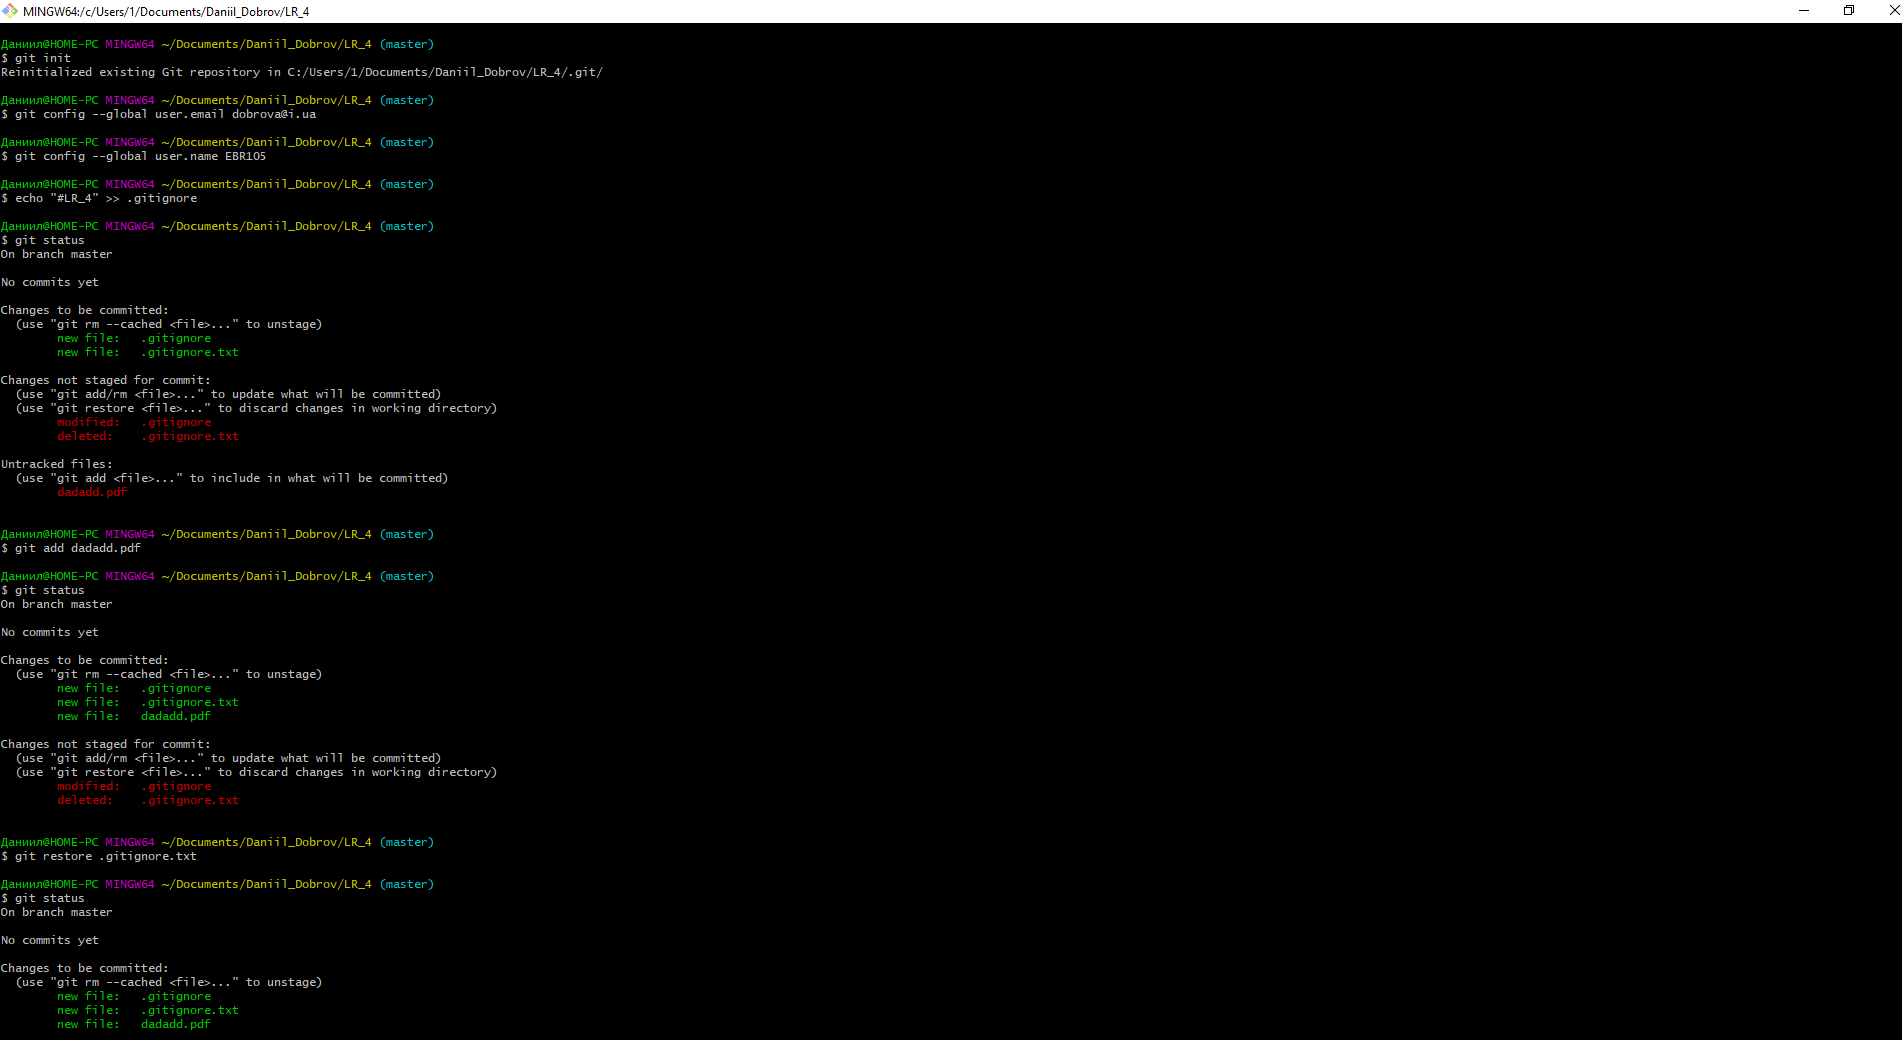 MINGW64:/c/Users/1/Documents/Daniil_Dobrov/LR_4
Даниил@HOME-PC MINGW64 ~/Documents/Daniil_Dobrov/LR_4 (master)
$ git init
Reinitialized existing Git repository in C:/Users/1/Documents/Daniil_Dobrov/LR_4/.git/
Даниил@HOME-PC MINGW64 ~/Documents/Daniil_Dobrov/LR_4 (master)
$ git config --global user.email dobrova@i.ua
Даниил@HOME-PC MINGW64 ~/Documents/Daniil_Dobrov/LR_4 (master)
$ git config --global user.name EBR105
Даниил@HOME-PC MINGW64 ~/Documents/Daniil_Dobrov/LR_4 (master)
$ echo "#LR_4" >> .gitignore
Даниил@HOME-PC MINGW64 ~/Documents/Daniil_Dobrov/LR_4 (master)
$ git status
On branch master
No commits yet
Changes to be committed:
(use "git rm --cached <file>..." to unstage)
new file: .gitignore
new file: .gitignore.txt
Changes not staged for commit:
(use "git add/rm <file>..." to update what will be committed)
(use "git restore <file>..." to discard changes in working directory)
modified: .gitignore
deleted: .gitignore.txt
Untracked files:
(use "git add <file>..." to include in what will be committed)
dadadd.pdf
Даниил@HOME-PC MINGW64 ~/Documents/Daniil_Dobrov/LR_4 (master)
$ git add dadadd.pdf
Даниил@HOME-PC MINGW64 ~/Documents/Daniil_Dobrov/LR_4 (master)
$ git status
On branch master
No commits yet
Changes to be committed:
(use "git rm --cached <file>..." to unstage)
new file: .gitignore
new file: .gitignore.txt
new file: dadadd.pdf
Changes not staged for commit:
(use "git add/rm <file>..." to update what will be committed)
(use "git restore <file>..." to discard changes in working directory)
modified: .gitignore
deleted: .gitignore.txt
Даниил@HOME-PC MINGW64 ~/Documents/Daniil_Dobrov/LR_4 (master)
$ git restore .gitignore.txt
Даниил@HOME-PC MINGW64 ~/Documents/Daniil_Dobrov/LR_4 (master)
$ git status
On branch master
No commits yet
Changes to be committed:
(use "git rm --cached <file>..." to unstage)
new file: .gitignore
new file: .gitignore.txt
new file: dadadd.pdf